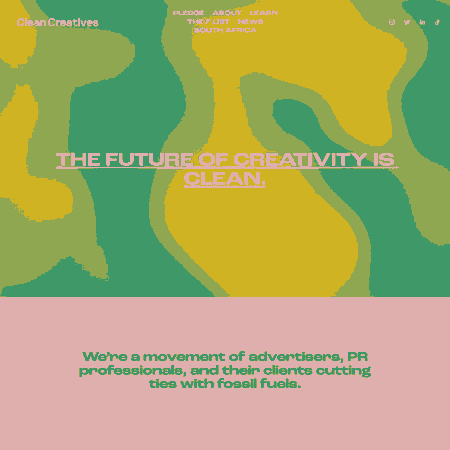 Clean Creatives
PLEDGE ABOUT LEARN
THE F LIST NEWS
SOUTH AFRICA
THE FUTURE OF CREATIVITY IS
CLEAN.
We're a movement of advertisers, PR
professionals, and their clients cutting
ties with fossil fuels.